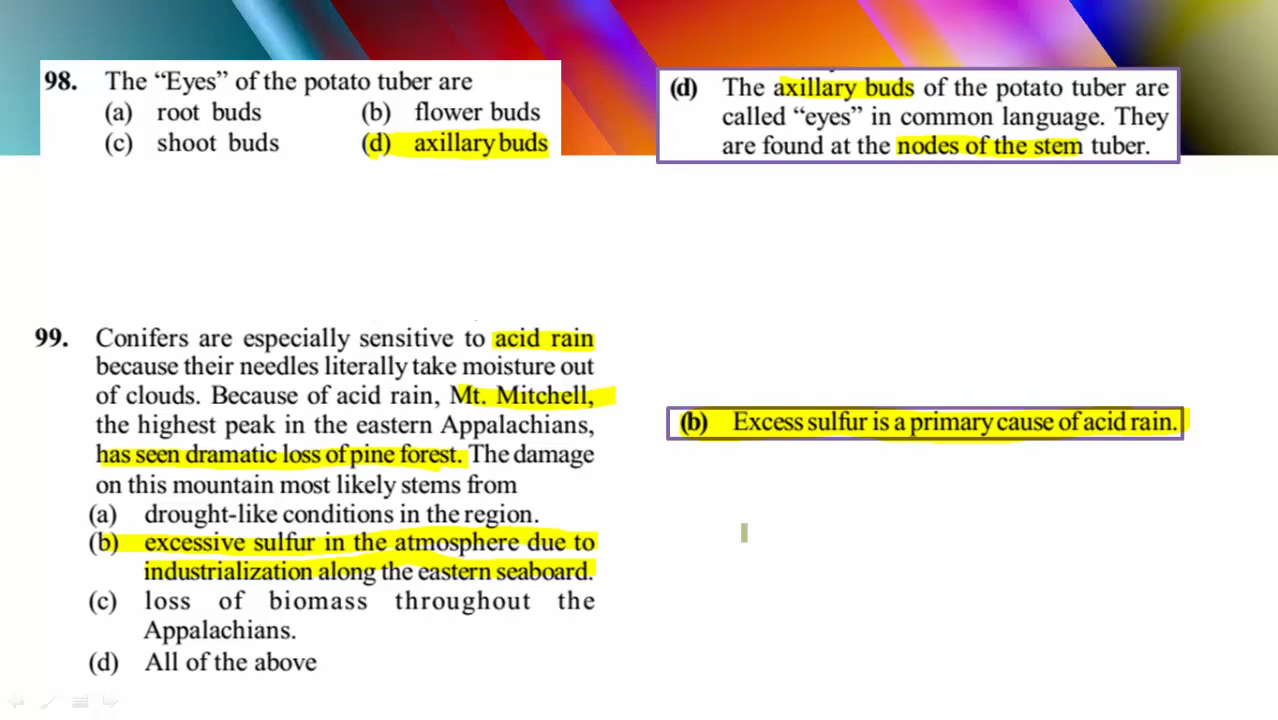 98. The “Eyes” of the potato tuber are
(a) root buds (b) flower buds
(c) shoot buds (d) axillary buds
(d) The axillary buds of the potato tuber are
called “eyes” in common language. They
are found at the nodes of the stem tuber.
99. Conifers are especially sensitive to acid rain
because their needles literally take moisture out
of clouds. Because of acid rain, Mt. Mitchell,
the highest peak in the eastern Appalachians,
has seen dramatic loss of pine forest. The damage
on this mountain most likely stems from
(a) drought-like conditions in the region.
(b) excessive sulfur in the atmosphere due to
industrialization along the eastern seaboard.
(c) loss of biomass throughout the
Appalachians.
(d) All of the above
(b) Excess sulfur is a primary cause of acid rain.